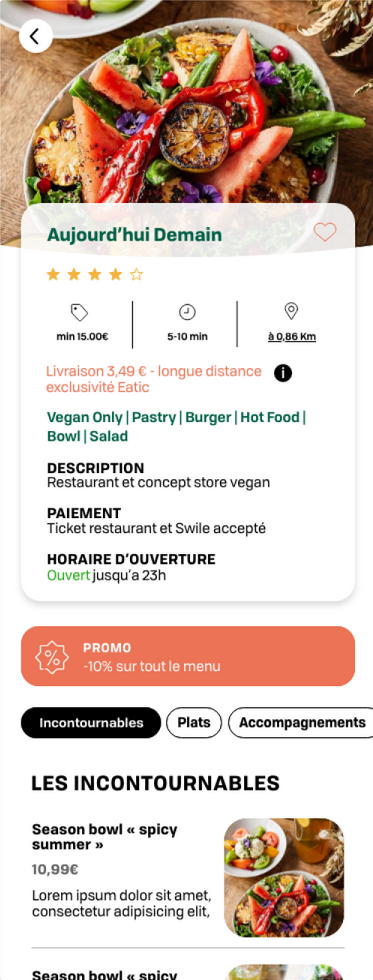 Aujourd'hui Demain
min 15.00€
5-10 min
à 0,86 Km
Livraison 3,49 € - longue distance
exclusivité Eatic
Vegan Only | Pastry | Burger | Hot Food |
Bowl | Salad
DESCRIPTION
Restaurant et concept store vegan
PAIEMENT
Ticket restaurant et Swile accepté
HORAIRE D'OUVERTURE
Ouvert jusqu'a 23h
PROMO
-10% sur tout le menu
Incontournables
Plats
Accompagnements
LES INCONTOURNABLES
Season bowl « spicy
summer »
10,99€
Lorem ipsum dolor sit amet,
consectetur adipisicing elit,
Season bowl « spicy